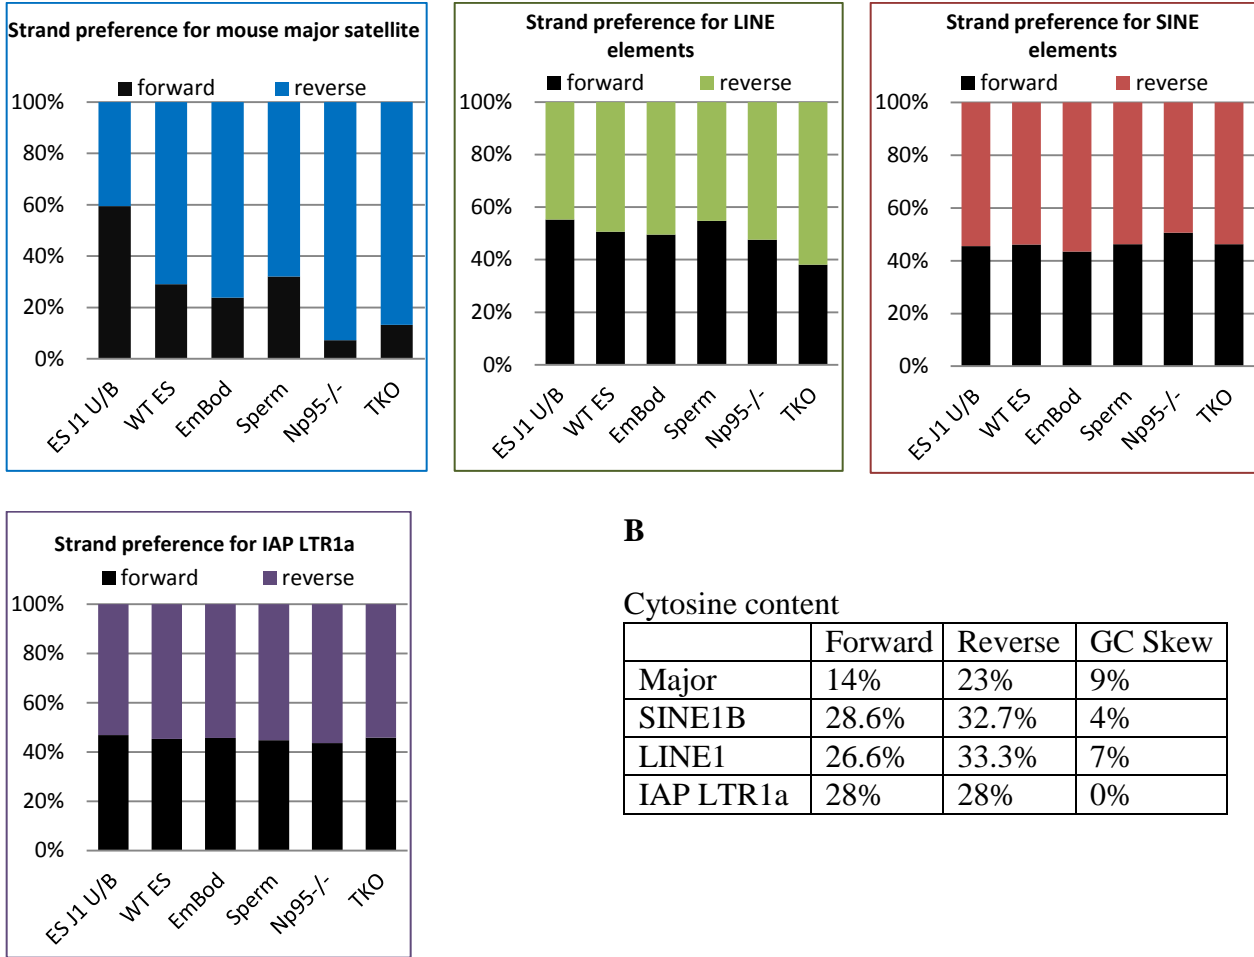 Strand preference for mouse major satellite
forward reverse
100%
80%
60%
40%
20%
0%
ES J1 U/B
WT ES
EmBod
Sperm
Np95-/-
TKO
Strand preference for LINE
elements
forward reverse
100%
80%
60%
40%
20%
0%
ES J1 U/B
WT ES
EmBod
Sperm
Np95-/-
TKO
Strand preference for SINE
elements
forward reverse
100%
80%
60%
40%
20%
0%
ES J1 U/B
WT ES
EmBod
Sperm
Np95-/-
TKO
Strand preference for IAP LTR1a
forward reverse
100%
80%
60%
40%
20%
0%
ES J1 U/B
WT ES
EmBod
Sperm
Np95-/-
TKO
B
Cytosine content
Forward Reverse GC Skew
Major 14% 23% 9%
SINE1B 28.6% 32.7% 4%
LINE1 26.6% 33.3% 7%
IAP LTR1a 28% 28% 0%